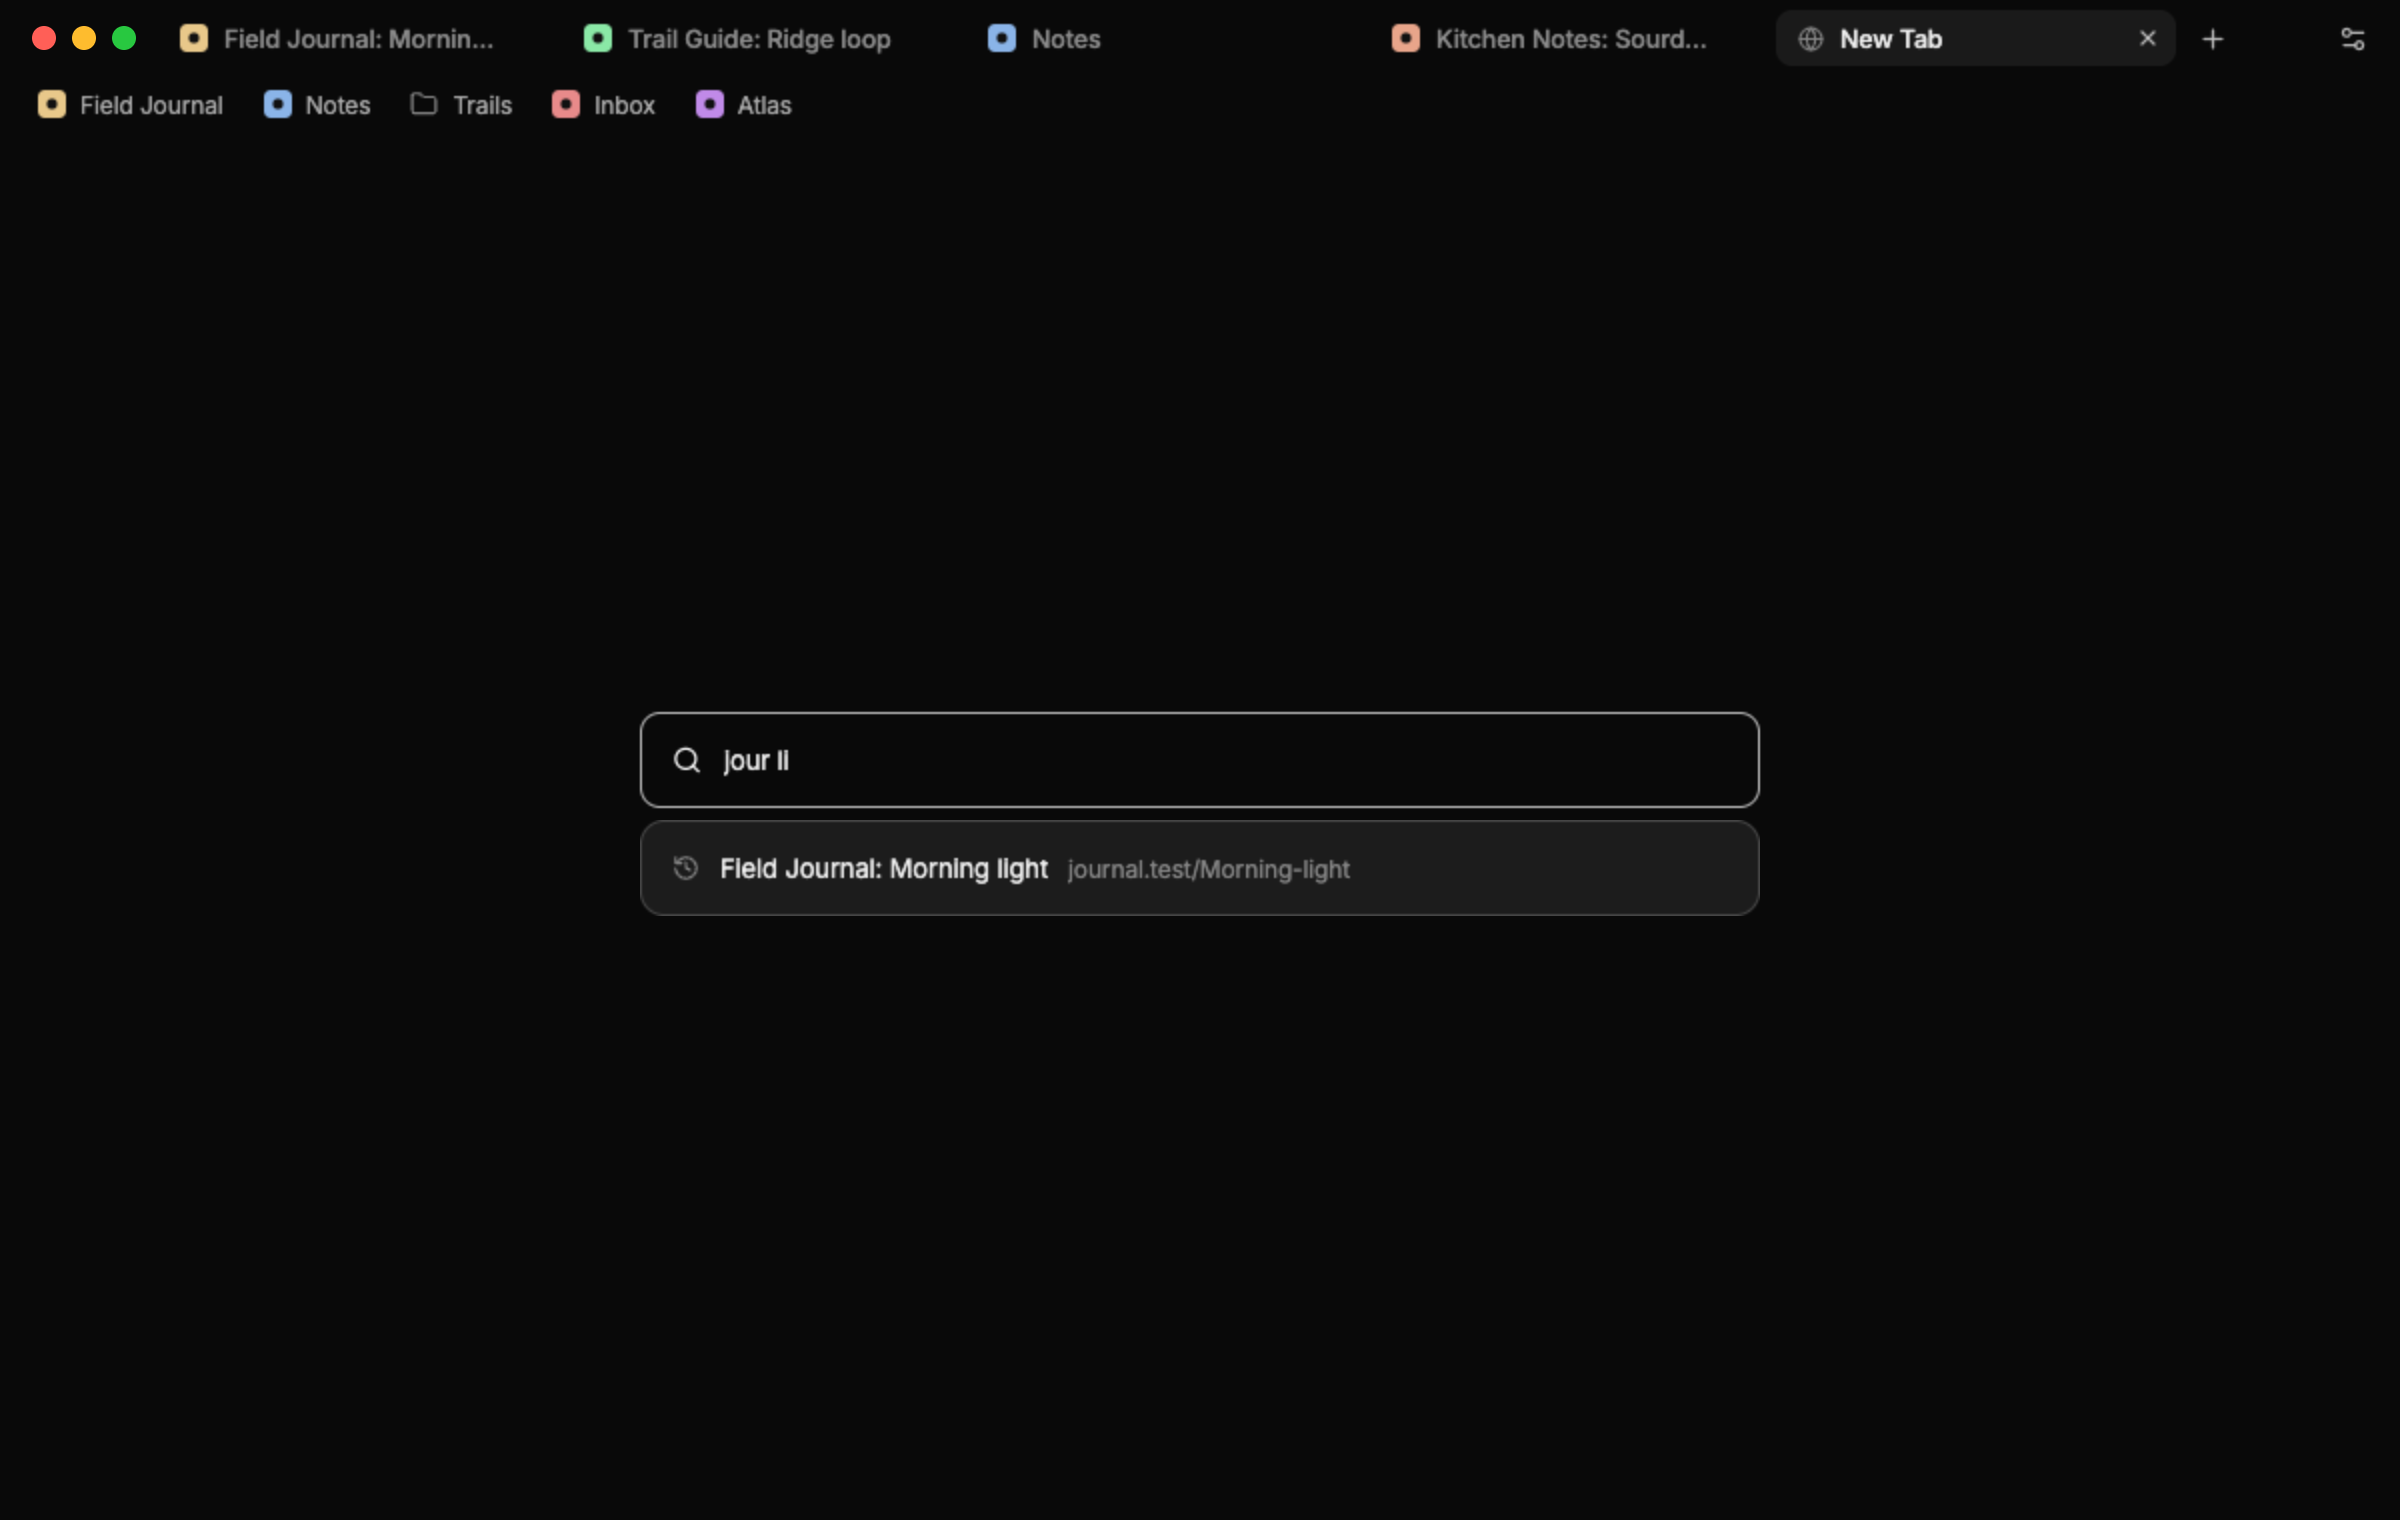 Field Journal: Mornin...
Trail Guide: Ridge loop
Notes
Kitchen Notes: Sourd...
New Tab
Field Journal
Notes
Trails
Inbox
Atlas
jour li
Field Journal: Morning light journal.test/Morning-light